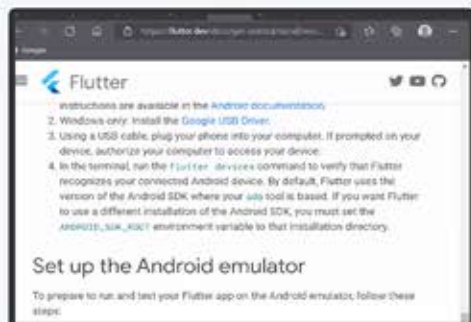 Flutter
instructions are available in the Android documentation.
2. Windows-only: Install the Google USB Driver.
3. Using a USB cable, plug your phone into your computer. If prompted on your
device, authorize your computer to access your device.
4. In the terminal, run the flutter devices command to verify that Flutter
recognizes your connected Android device. By default, Flutter uses the
version of the Android SDK where your adb tool is based. If you want Flutter
to use a different installation of the Android SDK, you must set the
ANDROID_SDK_ROOT environment variable to that installation directory.
Set up the Android emulator
To prepare to run and test your Flutter app on the Android emulator, follow these
steps: